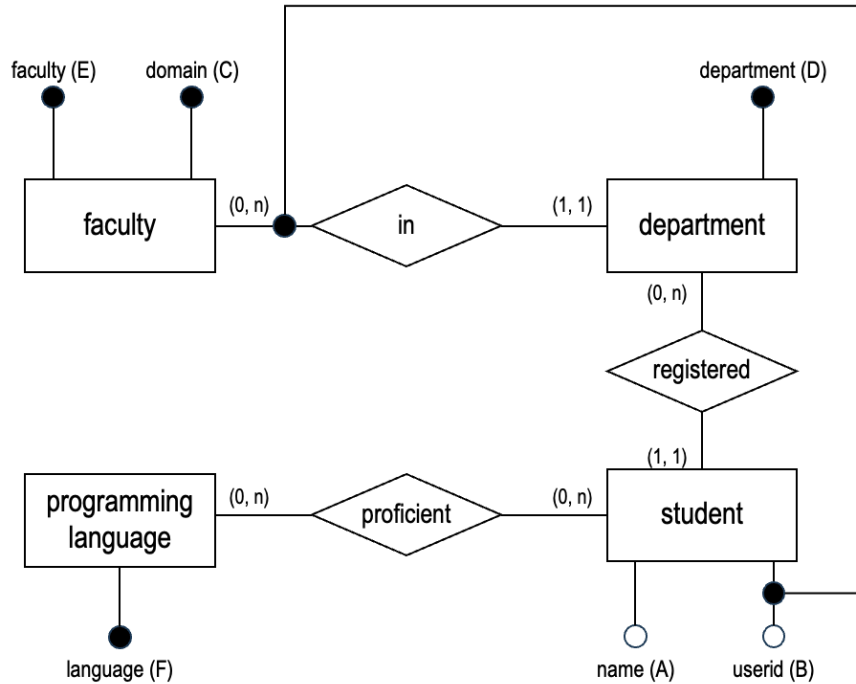 faculty (E)
domain (C)
department (D)
faculty
(0, n)
in
(1, 1)
department
(0, n)
registered
(1, 1)
programming
language
(0, n)
proficient
(0, n)
student
language (F)
name (A)
userid (B)